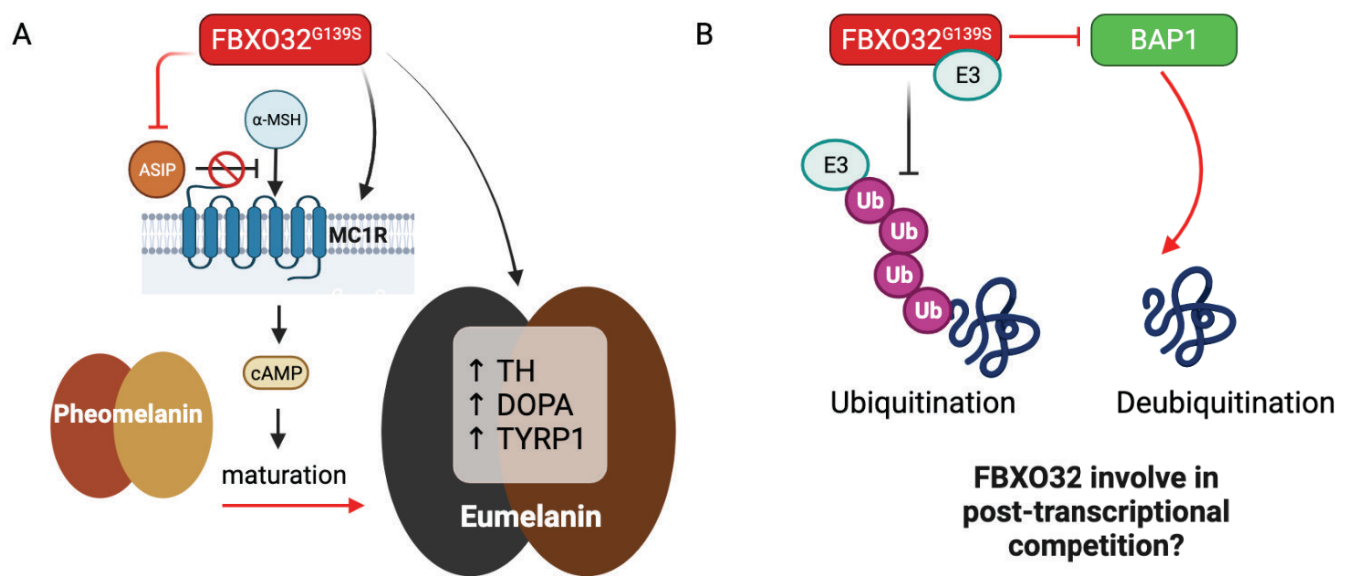 A
FBXO32G139S
α-MSH
ASIP
MC1R
cAMP
Pheomelanin
maturation
↑ TH
↑ DOPA
↑ TYRP1
Eumelanin
B
FBXO32G139S
BAP1
E3
E3
Ub
Ub
Ub
Ub
Ubiquitination
Deubiquitination
FBXO32 involve in
post-transcriptional
competition?